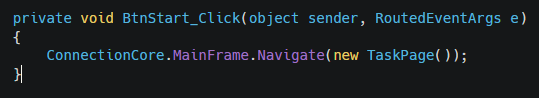 private void BtnStart_Click(object sender, RoutedEventArgs e)
{
    ConnectionCore.MainFrame.Navigate(new TaskPage());
}